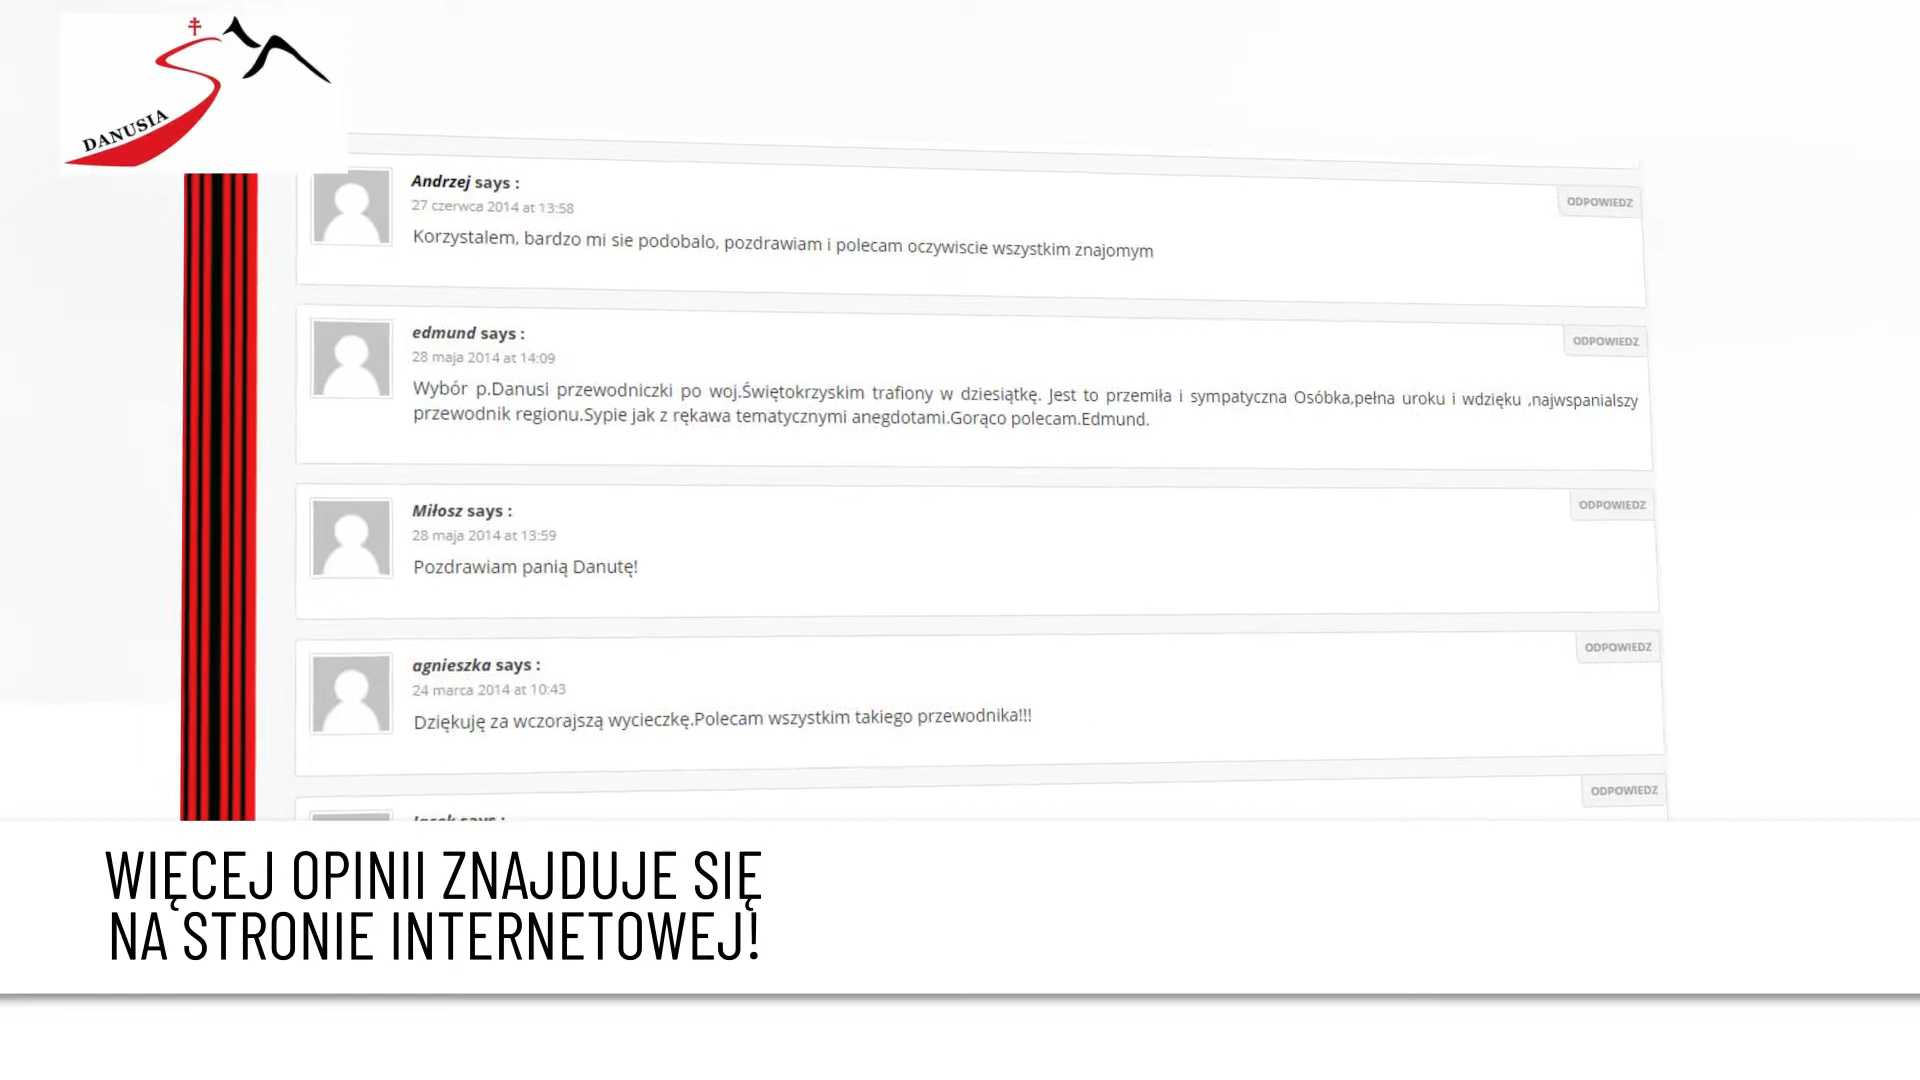 DANUSIA
Andrzej says :
27 czerwca 2014 at 13:58
ODPOWIEDZ
Korzystalem, bardzo mi sie podobalo, pozdrawiam i polecam oczywiscie wszystkim znajomym
edmund says :
28 maja 2014 at 14:09
ODPOWIEDZ
Wybór p.Danusi przewodniczki po woj.Świętokrzyskim trafiony w dziesiątkę. Jest to przemiła i sympatyczna Osóbka,pełna uroku i wdzięku ,najwspanialszy
przewodnik regionu.Sypie jak z rękawa tematycznymi anegdotami.Gorąco polecam.Edmund.
Miłosz says :
28 maja 2014 at 13:59
ODPOWIEDZ
Pozdrawiam panią Danutę!
agnieszka says :
24 marca 2014 at 10:43
ODPOWIEDZ
Dziękuję za wczorajszą wycieczkę.Polecam wszystkim takiego przewodnika!!!
Jacek says :
ODPOWIEDZ
WIĘCEJ OPINII ZNAJDUJE SIĘ
NA STRONIE INTERNETOWEJ!